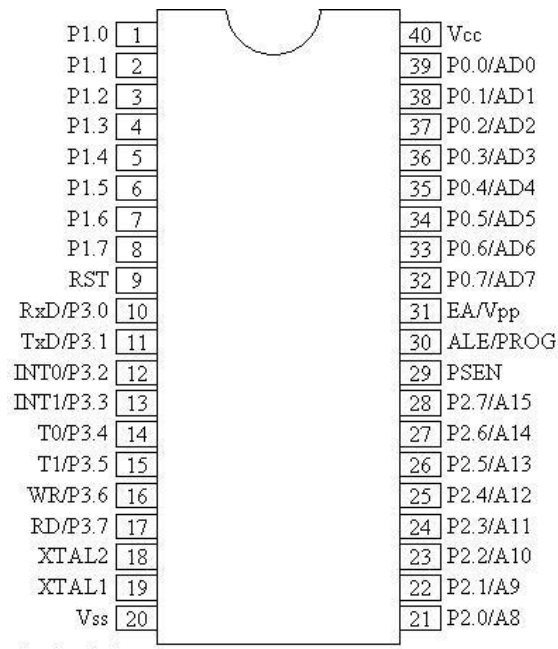 P1.0 1 40 Vcc
P1.1 2 39 P0.0/AD0
P1.2 3 38 P0.1/AD1
P1.3 4 37 P0.2/AD2
P1.4 5 36 P0.3/AD3
P1.5 6 35 P0.4/AD4
P1.6 7 34 P0.5/AD5
P1.7 8 33 P0.6/AD6
RST 9 32 P0.7/AD7
RxD/P3.0 10 31 EA/Vpp
TxD/P3.1 11 30 ALE/PROG
INT0/P3.2 12 29 PSEN
INT1/P3.3 13 28 P2.7/A15
T0/P3.4 14 27 P2.6/A14
T1/P3.5 15 26 P2.5/A13
WR/P3.6 16 25 P2.4/A12
RD/P3.7 17 24 P2.3/A11
XTAL2 18 23 P2.2/A10
XTAL1 19 22 P2.1/A9
Vss 20 21 P2.0/A8